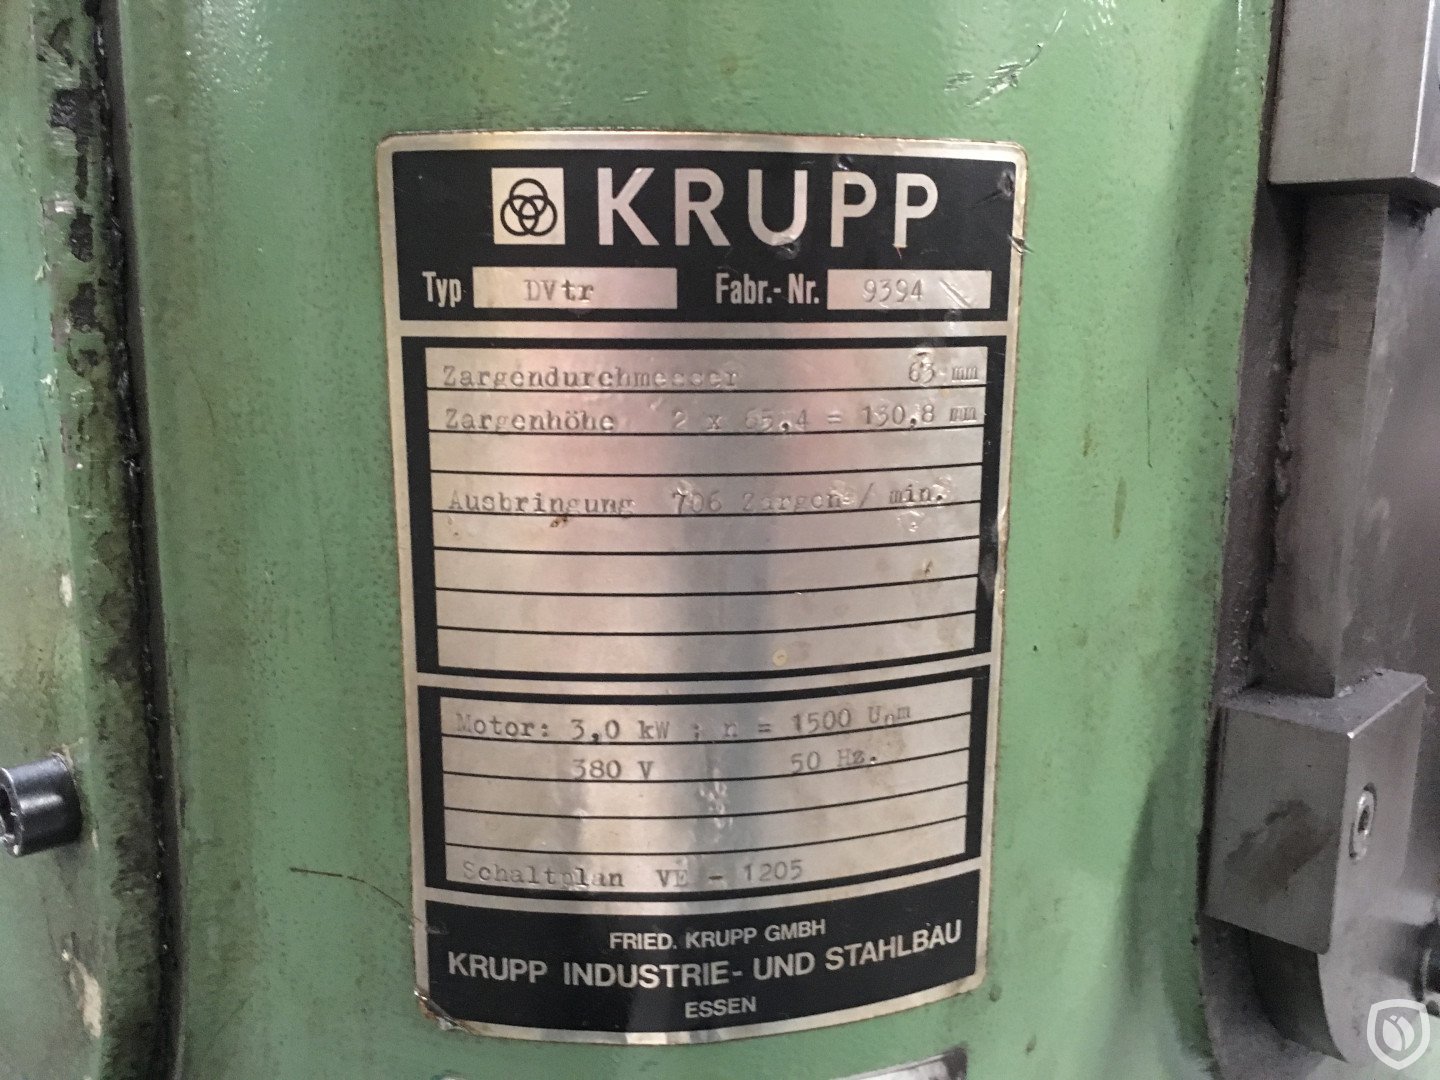 KRUPP
Typ DVtr Fabr.-Nr. 9394
Zargendurchmesser 63 mm
Zargenhöhe 2 x 65,4 = 130,8 mm
Ausbringung 706 Zargen / min.
Motor: 3,0 kW ; n = 1500 Upm
380 V 50 Hz.
Schaltplan VE - 1205
FRIED. KRUPP GMBH
KRUPP INDUSTRIE- UND STAHLBAU
ESSEN